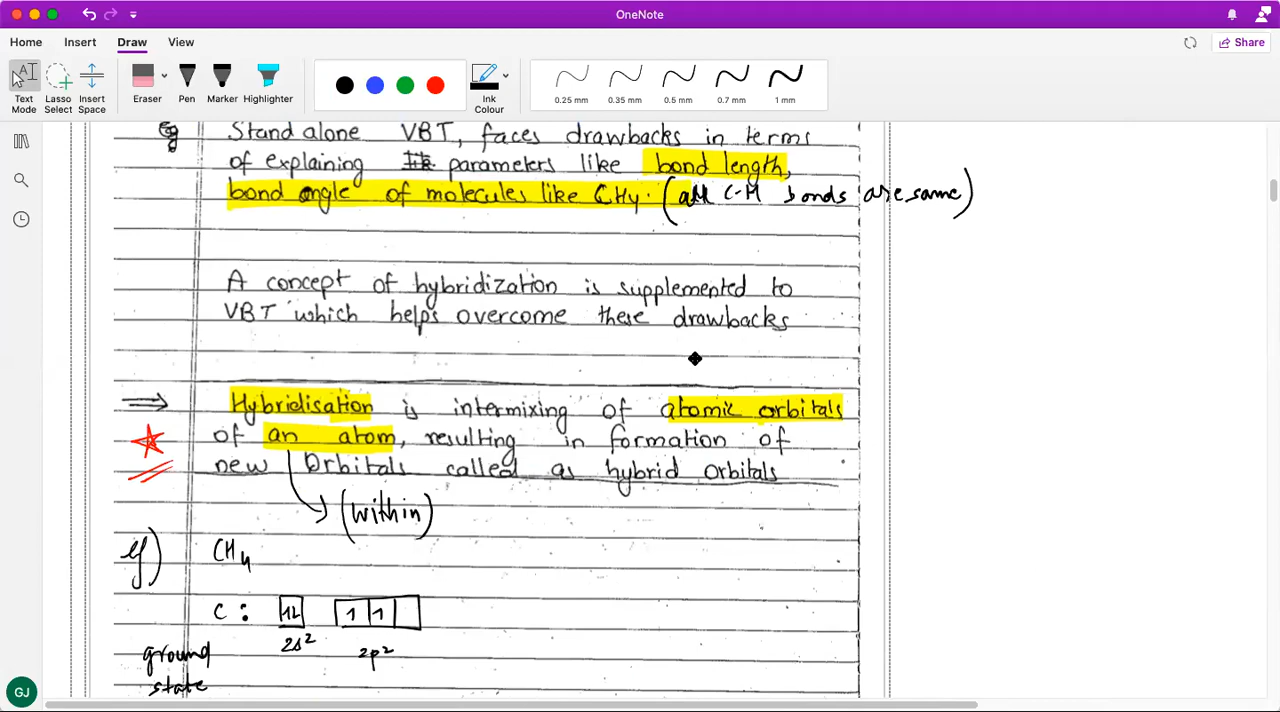 OneNote
Home Insert Draw View
Share
Text Mode
Lasso Select
Insert Space
Eraser
Pen
Marker
Highlighter
Ink Colour
0.25 mm
0.35 mm
0.5 mm
0.7 mm
1 mm
Eg Stand alone VBT, faces drawbacks in terms
of explaining parameters like bond length,
bond angle of molecules like CH4. (all C-H bonds are same)
A concept of hybridization is supplemented to
VBT which helps overcome these drawbacks
⇒ Hybridisation is intermixing of atomic orbitals
of an atom, resulting in formation of
new Orbitals called as hybrid orbitals
(within)
eg) CH4
C : 1L 1 1
2s² 2p²
ground
state
GJ